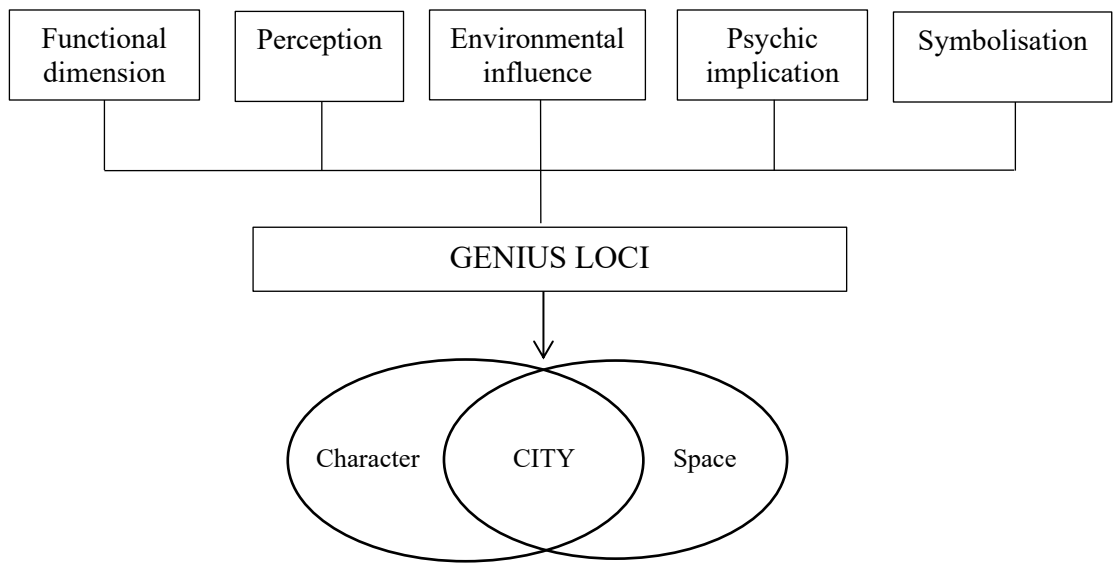 Functional
dimension
Perception
Environmental
influence
Psychic
implication
Symbolisation
GENIUS LOCI
Character
CITY
Space